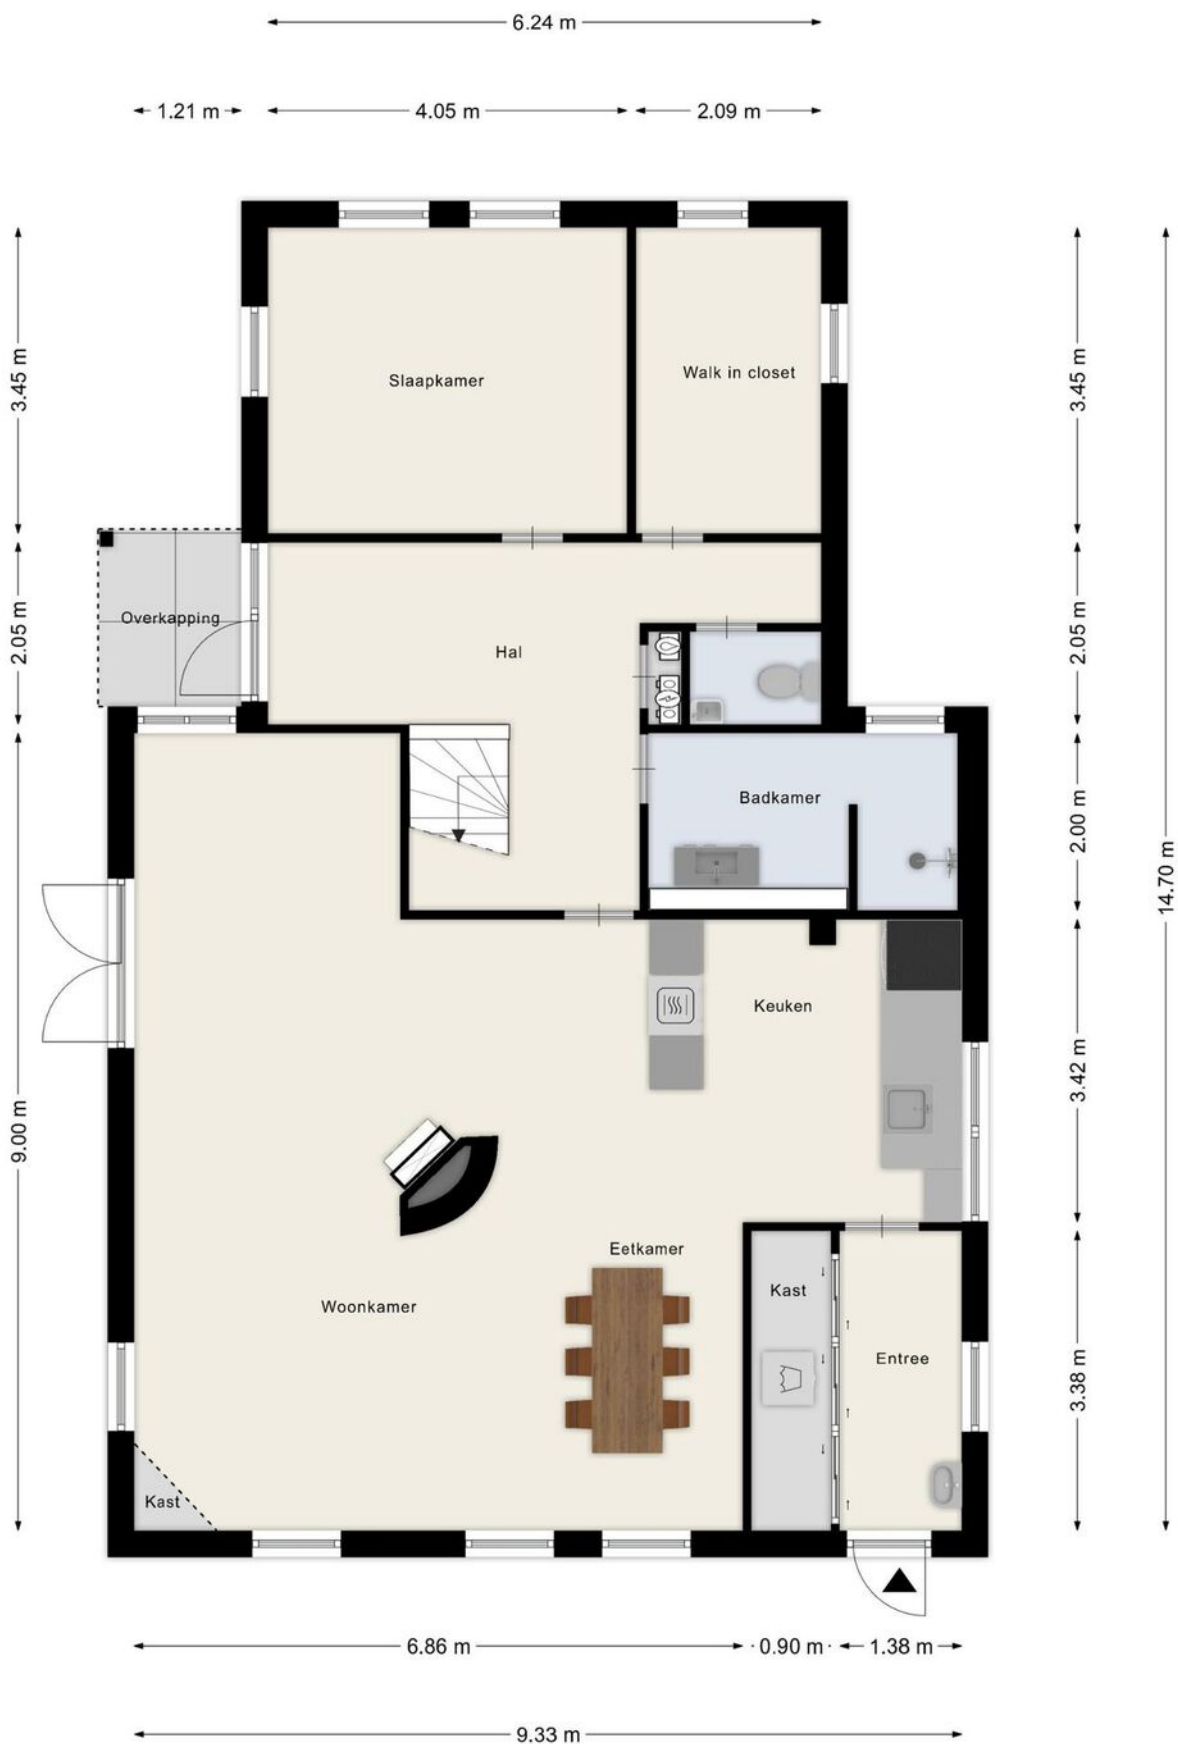 6.24 m
1.21 m
4.05 m
2.09 m
3.45 m
3.45 m
Slaapkamer
Walk in closet
2.05 m
2.05 m
Overkapping
Hal
Badkamer
2.00 m
14.70 m
9.00 m
Keuken
3.42 m
Eetkamer
Woonkamer
Kast
Entree
3.38 m
Kast
6.86 m
0.90 m
1.38 m
9.33 m